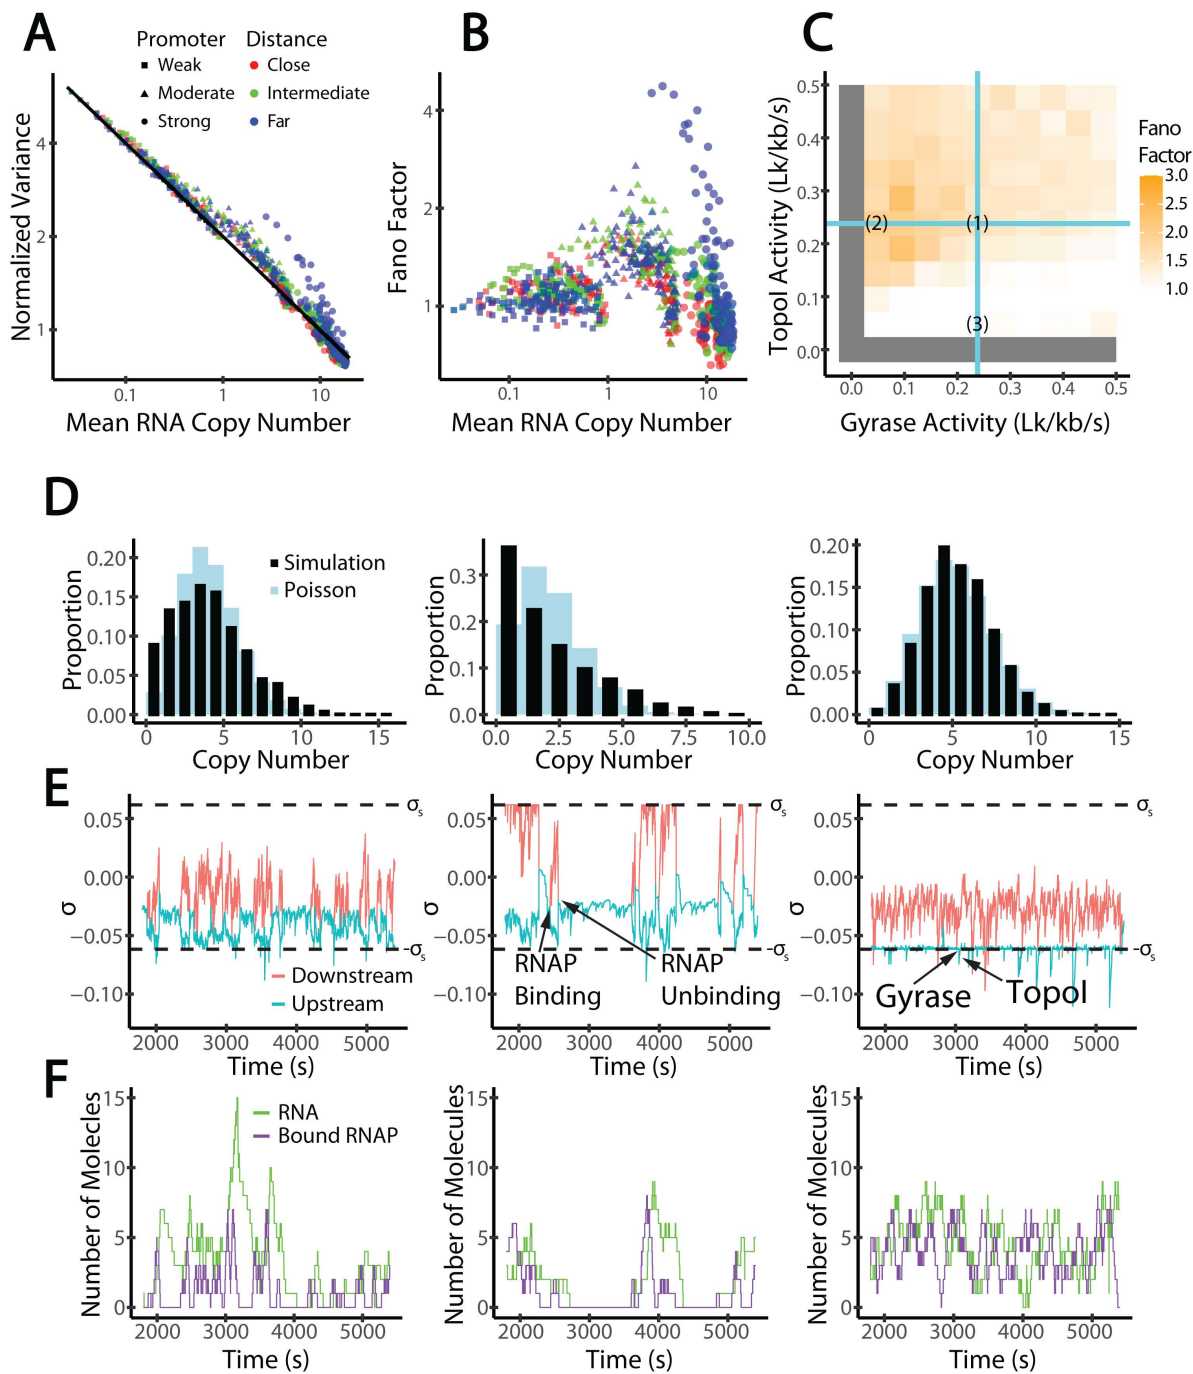 A
Promoter Distance
Weak Close
Moderate Intermediate
Strong Far
Normalized Variance
4
2
1
0.1 1 10
Mean RNA Copy Number
B
Fano Factor
4
2
1
0.1 1 10
Mean RNA Copy Number
C
TopoI Activity (Lk/kb/s)
0.5
0.4
0.3
0.2
0.1
0.0
(2) (1)
(3)
0.0 0.1 0.2 0.3 0.4 0.5
Gyrase Activity (Lk/kb/s)
Fano
Factor
3.0
2.5
2.0
1.5
1.0
D
Proportion
0.20
0.15
0.10
0.05
0.00
Simulation
Poisson
0 5 10 15
Copy Number
Proportion
0.3
0.2
0.1
0.0
0.0 2.5 5.0 7.5 10.0
Copy Number
Proportion
0.20
0.15
0.10
0.05
0.00
0 5 10 15
Copy Number
E
σ
0.05
0.00
−0.05
−0.10
σs
-σs
Downstream
Upstream
2000 3000 4000 5000
Time (s)
σ
0.05
0.00
−0.05
−0.10
σs
-σs
RNAP
Binding
RNAP
Unbinding
2000 3000 4000 5000
Time (s)
σ
0.05
0.00
−0.05
−0.10
σs
-σs
Gyrase TopoI
2000 3000 4000 5000
Time (s)
F
Number of Molecles
15
10
5
0
RNA
Bound RNAP
2000 3000 4000 5000
Time (s)
Number of Molecules
15
10
5
0
2000 3000 4000 5000
Time (s)
Number of Molecules
15
10
5
0
2000 3000 4000 5000
Time (s)